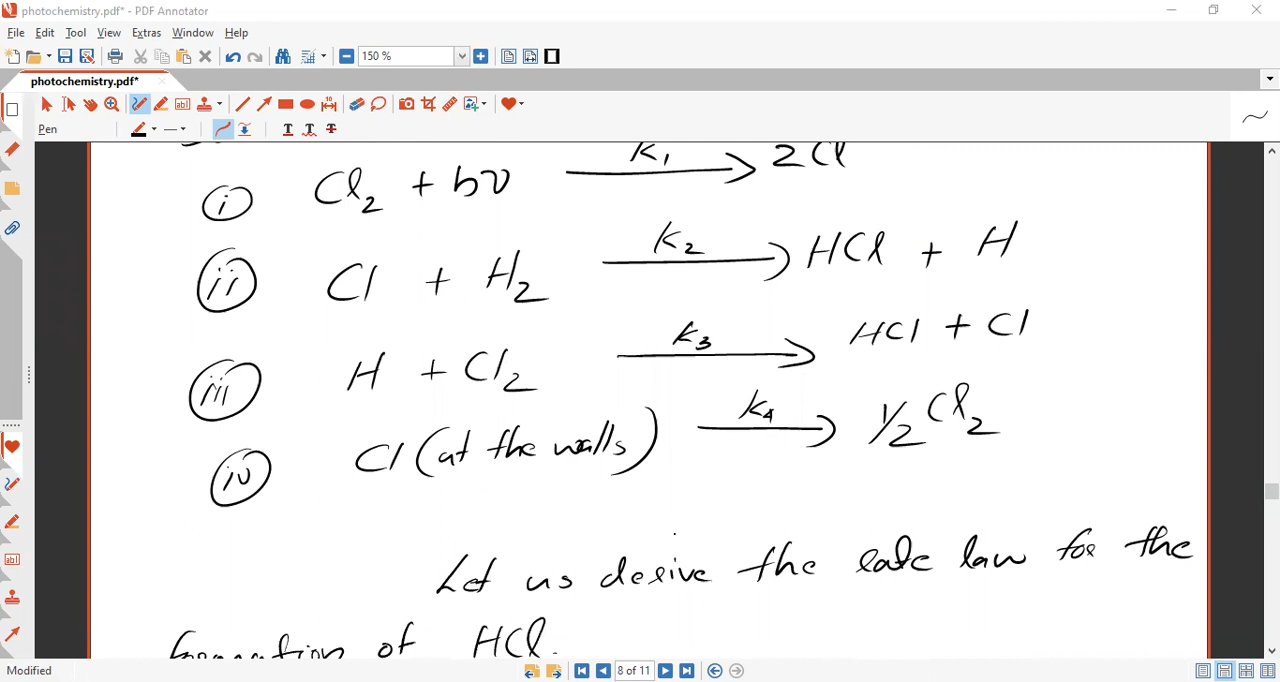 photochemistry.pdf* - PDF Annotator
File Edit Tool View Extras Window Help
150 %
photochemistry.pdf*
Pen
(i) Cl₂ + hν —k₁→ 2Cl
(ii) Cl + H₂ —k₂→ HCl + H
(iii) H + Cl₂ —k₃→ HCl + Cl
(iv) Cl (at the walls) —k₄→ 1/2 Cl₂
Let us derive the rate law for the
formation of HCl.
Modified
8 of 11